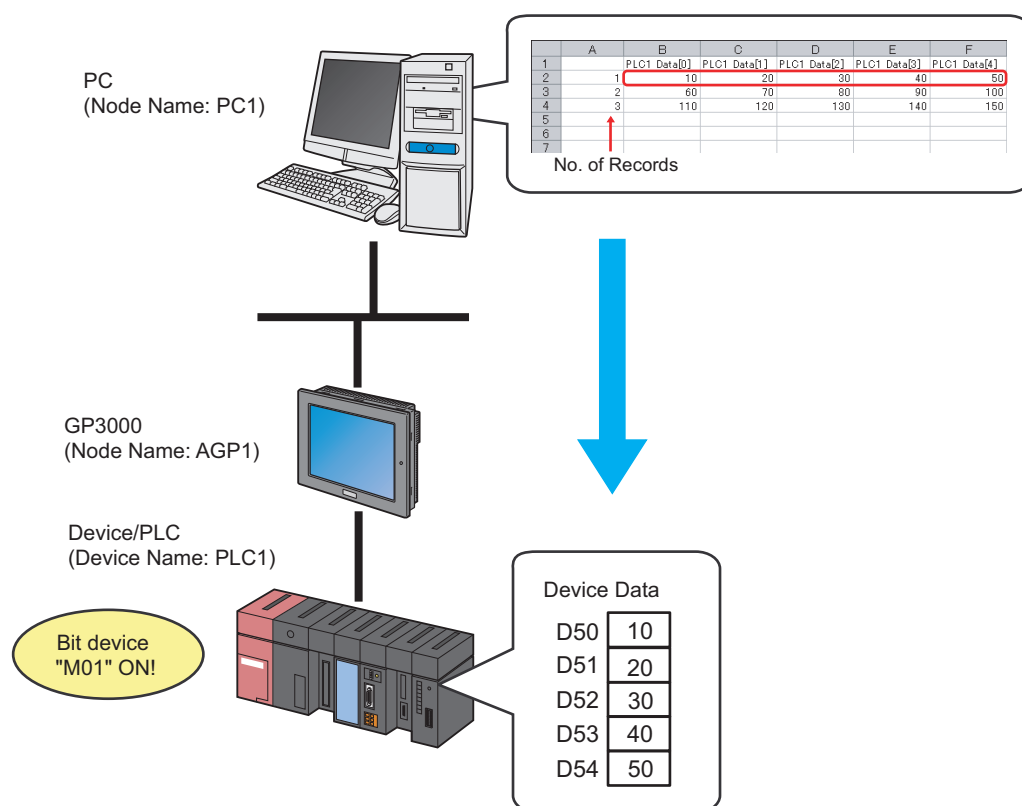 PC
(Node Name: PC1)
A B C D E F
1 PLC1 Data[0] PLC1 Data[1] PLC1 Data[2] PLC1 Data[3] PLC1 Data[4]
2 1 10 20 30 40 50
3 2 60 70 80 90 100
4 3 110 120 130 140 150
5
6
7
No. of Records
GP3000
(Node Name: AGP1)
Device/PLC
(Device Name: PLC1)
Bit device
"M01" ON!
Device Data
D50 10
D51 20
D52 30
D53 40
D54 50